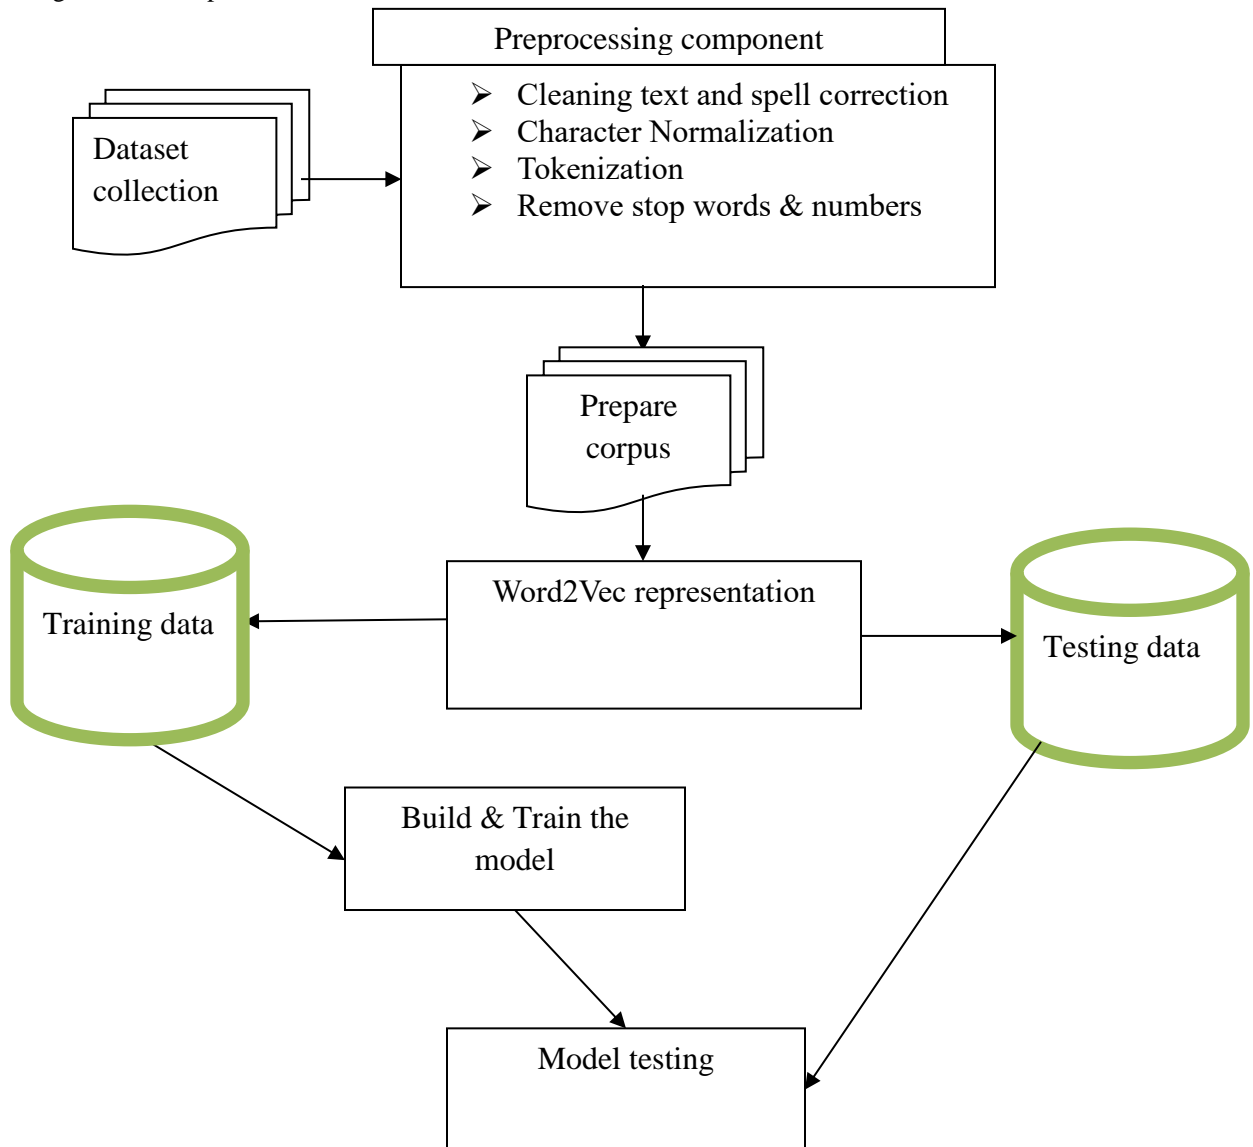 Preprocessing component
➢ Cleaning text and spell correction
➢ Character Normalization
➢ Tokenization
➢ Remove stop words & numbers
Dataset
collection
Prepare
corpus
Word2Vec representation
Training data
Testing data
Build & Train the
model
Model testing